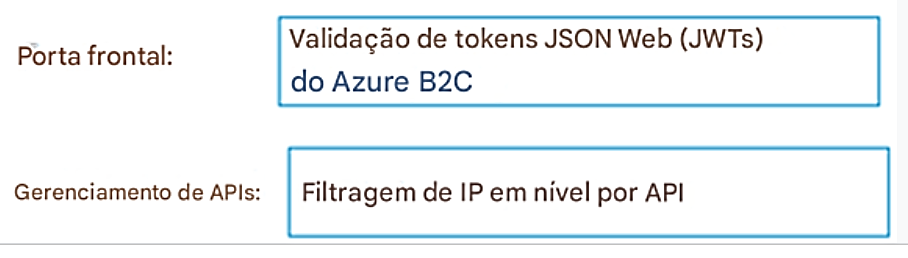 Porta frontal:
Validação de tokens JSON Web (JWTs)
do Azure B2C
Gerenciamento de APIs:
Filtragem de IP em nível por API